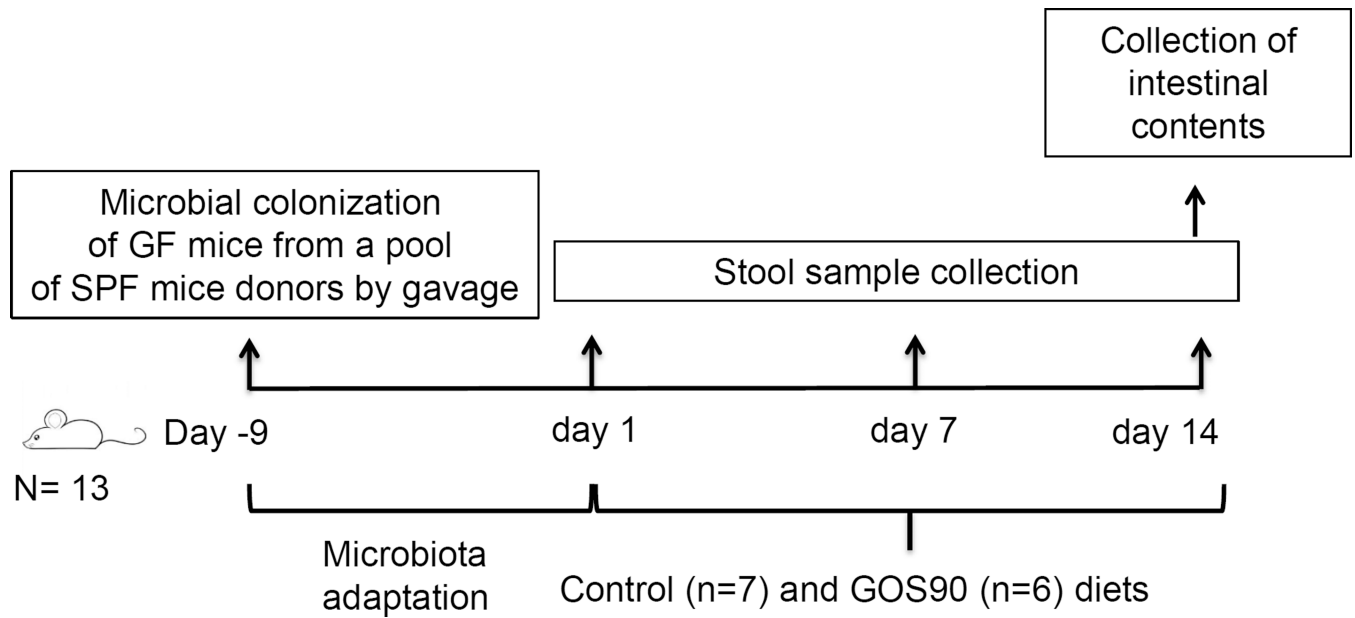 Collection of
intestinal
contents
Microbial colonization
of GF mice from a pool
of SPF mice donors by gavage
Stool sample collection
Day -9
day 1
day 7
day 14
N= 13
Microbiota
adaptation
Control (n=7) and GOS90 (n=6) diets